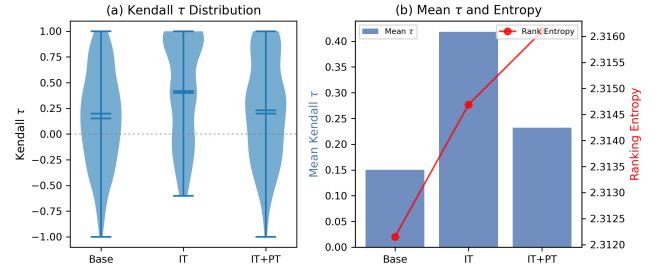 (a) Kendall τ Distribution
Kendall τ
1.00
0.75
0.50
0.25
0.00
−0.25
−0.50
−0.75
−1.00
Base
IT
IT+PT
(b) Mean τ and Entropy
Mean Kendall τ
0.40
0.35
0.30
0.25
0.20
0.15
0.10
0.05
0.00
Mean τ
Rank Entropy
Base
IT
IT+PT
2.3160
2.3155
2.3150
2.3145
2.3140
2.3135
2.3130
2.3125
2.3120
Ranking Entropy